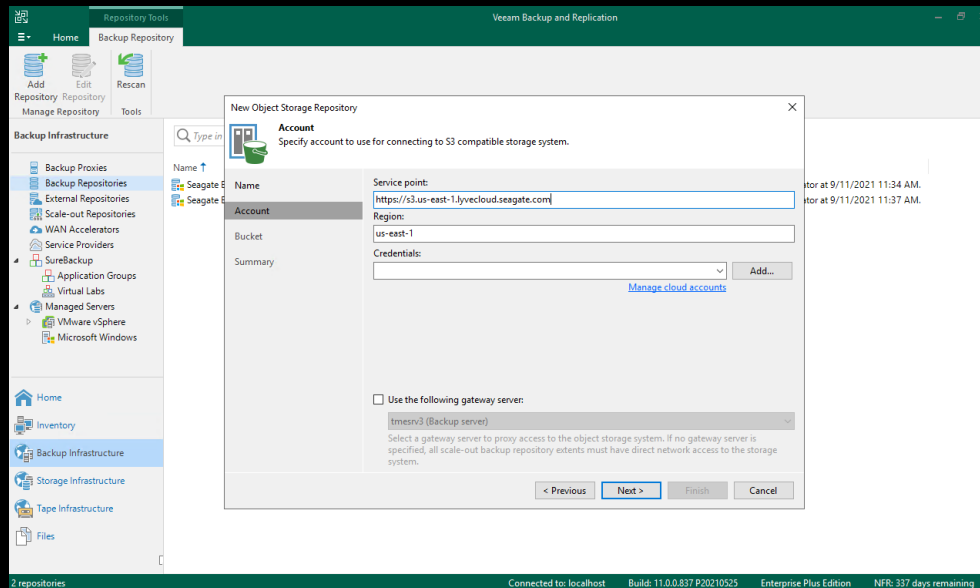 Repository Tools
Veeam Backup and Replication
Home
Backup Repository
Add
Repository
Edit
Repository
Rescan
Manage Repository
Tools
Backup Infrastructure
Type in
Backup Proxies
Backup Repositories
External Repositories
Scale-out Repositories
WAN Accelerators
Service Providers
SureBackup
Application Groups
Virtual Labs
Managed Servers
VMware vSphere
Microsoft Windows
Home
Inventory
Backup Infrastructure
Storage Infrastructure
Tape Infrastructure
Files
Name
Seagate
Seagate
ator at 9/11/2021 11:34 AM.
ator at 9/11/2021 11:37 AM.
New Object Storage Repository
Account
Specify account to use for connecting to S3 compatible storage system.
Name
Account
Bucket
Summary
Service point:
https://s3.us-east-1.lyvecloud.seagate.com
Region:
us-east-1
Credentials:
Add...
Manage cloud accounts
Use the following gateway server:
tmesrv3 (Backup server)
Select a gateway server to proxy access to the object storage system. If no gateway server is
specified, all scale-out backup repository extents must have direct network access to the storage
system.
< Previous
Next >
Finish
Cancel
2 repositories
Connected to: localhost
Build: 11.0.0.837 P20210525
Enterprise Plus Edition
NFR: 337 days remaining